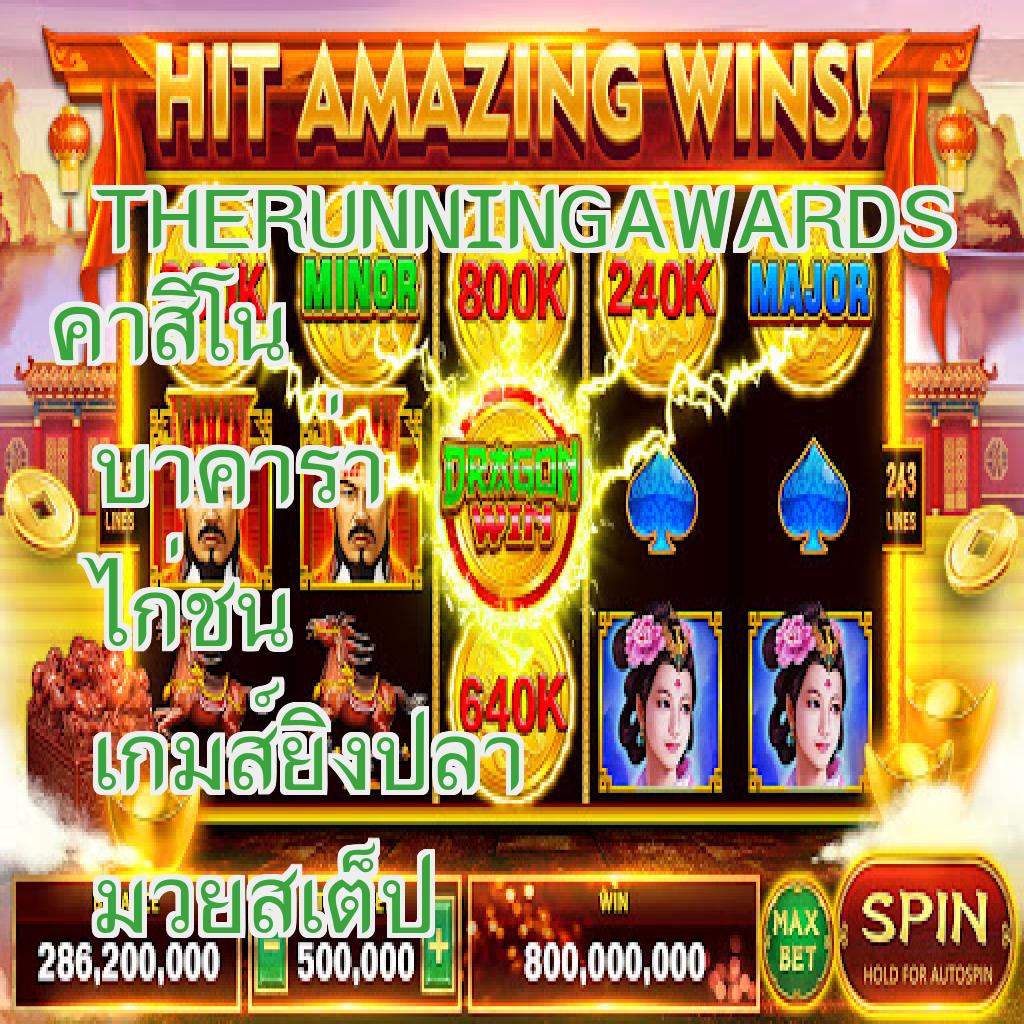 HIT AMAZING WINS!
THERUNNINGAWARDS
MINOR 800K 240K MAJOR
คาสิโน
บาคาร่า
DRAGON
WIN
243
LINES LINES
ไก่ชน
640K
เกมส์ยิงปลา
มวยสเต็ป
WIN
286,200,000 - 500,000 + 800,000,000
MAX
BET
SPIN
HOLD FOR AUTOSPIN